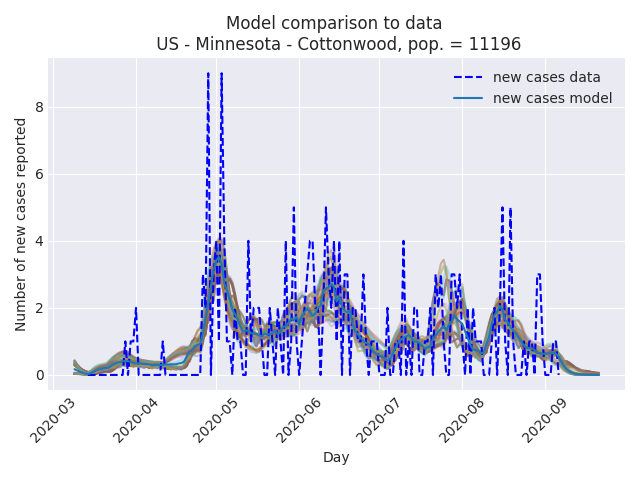 Model comparison to data
US - Minnesota - Cottonwood, pop. = 11196
new cases data
new cases model
Number of new cases reported
8
6
4
2
0
2020-03
2020-04
2020-05
2020-06
2020-07
2020-08
2020-09
Day